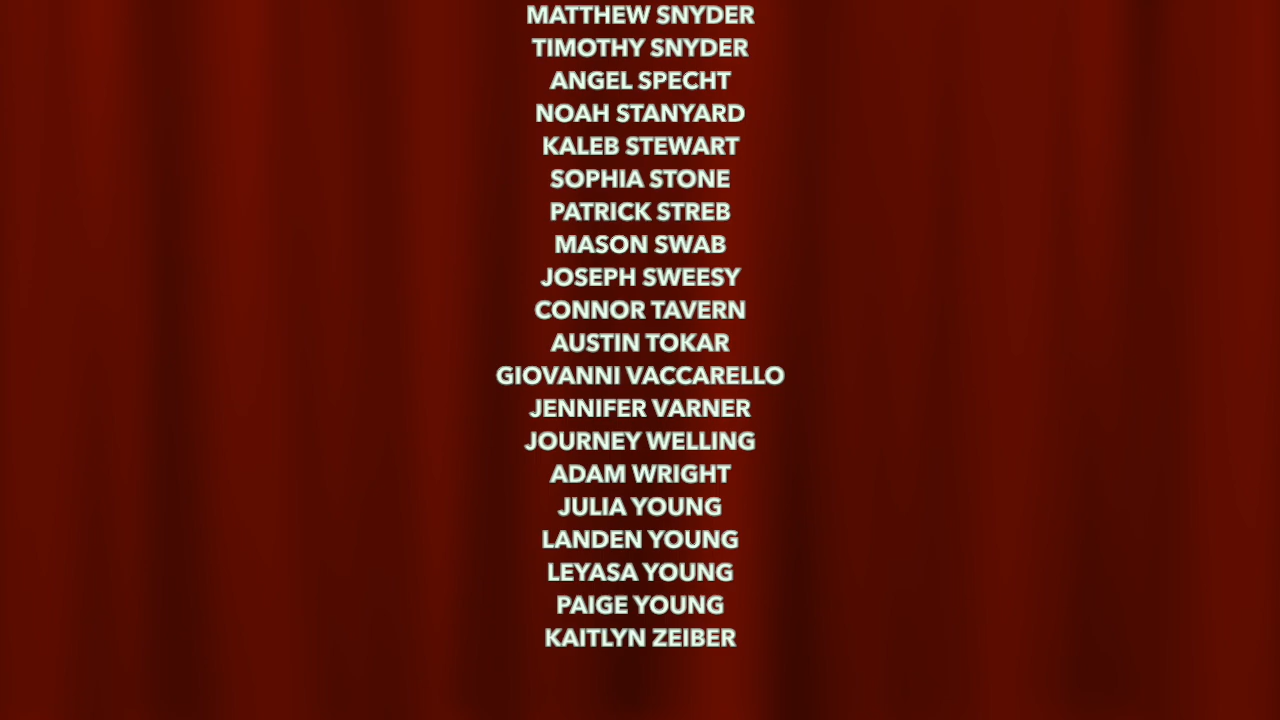 MATTHEW SNYDER
TIMOTHY SNYDER
ANGEL SPECHT
NOAH STANYARD
KALEB STEWART
SOPHIA STONE
PATRICK STREB
MASON SWAB
JOSEPH SWEESY
CONNOR TAVERN
AUSTIN TOKAR
GIOVANNI VACCARELLO
JENNIFER VARNER
JOURNEY WELLING
ADAM WRIGHT
JULIA YOUNG
LANDEN YOUNG
LEYASA YOUNG
PAIGE YOUNG
KAITLYN ZEIBER